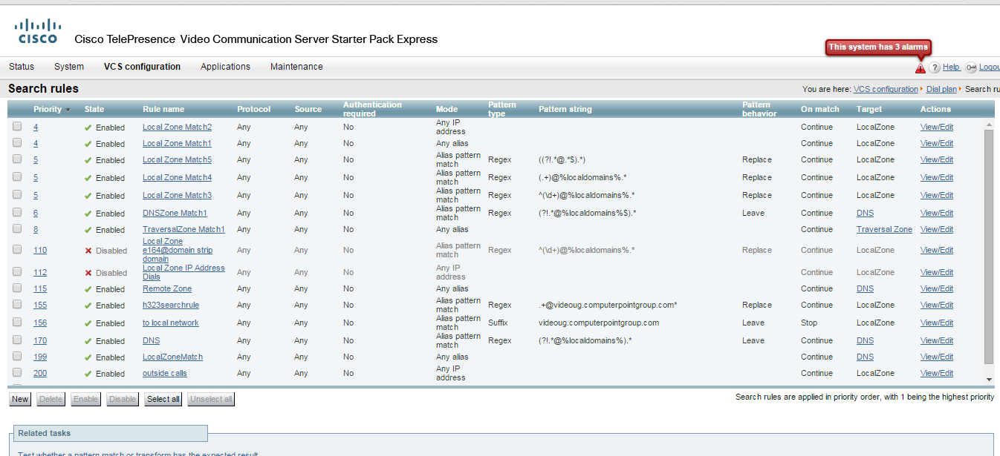 CISCO Cisco TelePresence Video Communication Server Starter Pack Express
This system has 3 alarms
Status System VCS configuration Applications Maintenance ? Help Logou
Search rules You are here: VCS configuration Dial plan Search ru
Priority State Rule name Protocol Source Authentication required Mode Pattern type Pattern string Pattern behavior On match Target Actions
4 Enabled Local Zone Match2 Any Any No Any IP address Continue LocalZone View/Edit
4 Enabled Local Zone Match1 Any Any No Any alias Continue LocalZone View/Edit
5 Enabled Local Zone Match5 Any Any No Alias pattern match Regex ((?!.*@.*$).*) Replace Continue LocalZone View/Edit
5 Enabled Local Zone Match4 Any Any No Alias pattern match Regex (.+)@%localdomains%.* Replace Continue LocalZone View/Edit
5 Enabled Local Zone Match3 Any Any No Alias pattern match Regex ^(\d+)@%localdomains%.* Replace Continue LocalZone View/Edit
6 Enabled DNSZone Match1 Any Any No Alias pattern match Regex (?!.*@%localdomains%$).* Leave Continue DNS View/Edit
8 Enabled TraversalZone Match1 Any Any No Any alias Continue Traversal Zone View/Edit
110 Disabled Local Zone e164@domain strip domain Any Any No Alias pattern match Regex ^(\d+)@%localdomains%.* Replace Continue LocalZone View/Edit
112 Disabled Local Zone IP Address Dials Any Any No Any IP address Continue LocalZone View/Edit
115 Enabled Remote Zone Any Any No Any alias Continue DNS View/Edit
155 Enabled h323searchrule Any Any No Alias pattern match Regex .+@videoug.computerpointgroup.com* Replace Continue LocalZone View/Edit
156 Enabled to local network Any Any No Alias pattern match Suffix videoug.computerpointgroup.com Leave Stop LocalZone View/Edit
170 Enabled DNS Any Any No Alias pattern match Regex (?!.*@%localdomains%).* Leave Continue DNS View/Edit
199 Enabled LocalZoneMatch Any Any No Any alias Continue DNS View/Edit
200 Enabled outside calls Any Any No Any IP address Continue LocalZone View/Edit
New Delete Enable Disable Select all Unselect all Search rules are applied in priority order, with 1 being the highest priority
Related tasks
Test whether a pattern match or transform has the expected result